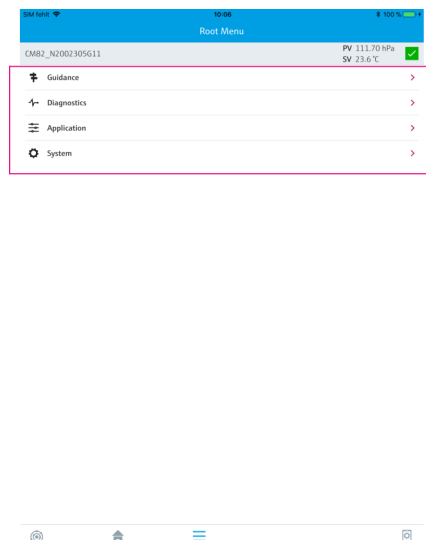 SIM fehlt 10:06 100 %
Root Menu
CM82_N2002305G11 PV 111.70 hPa
SV 23.6 °C
Guidance
Diagnostics
Application
System